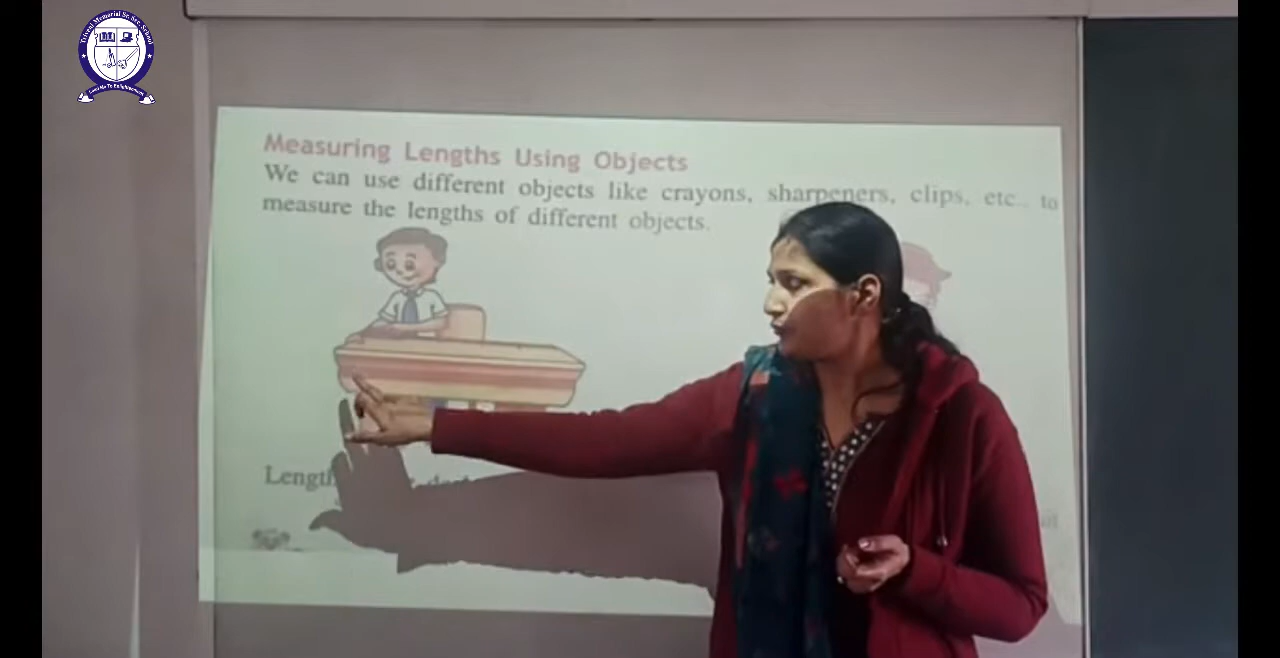 Measuring Lengths Using Objects
We can use different objects like crayons, sharpeners, clips, etc., to
measure the lengths of different objects.